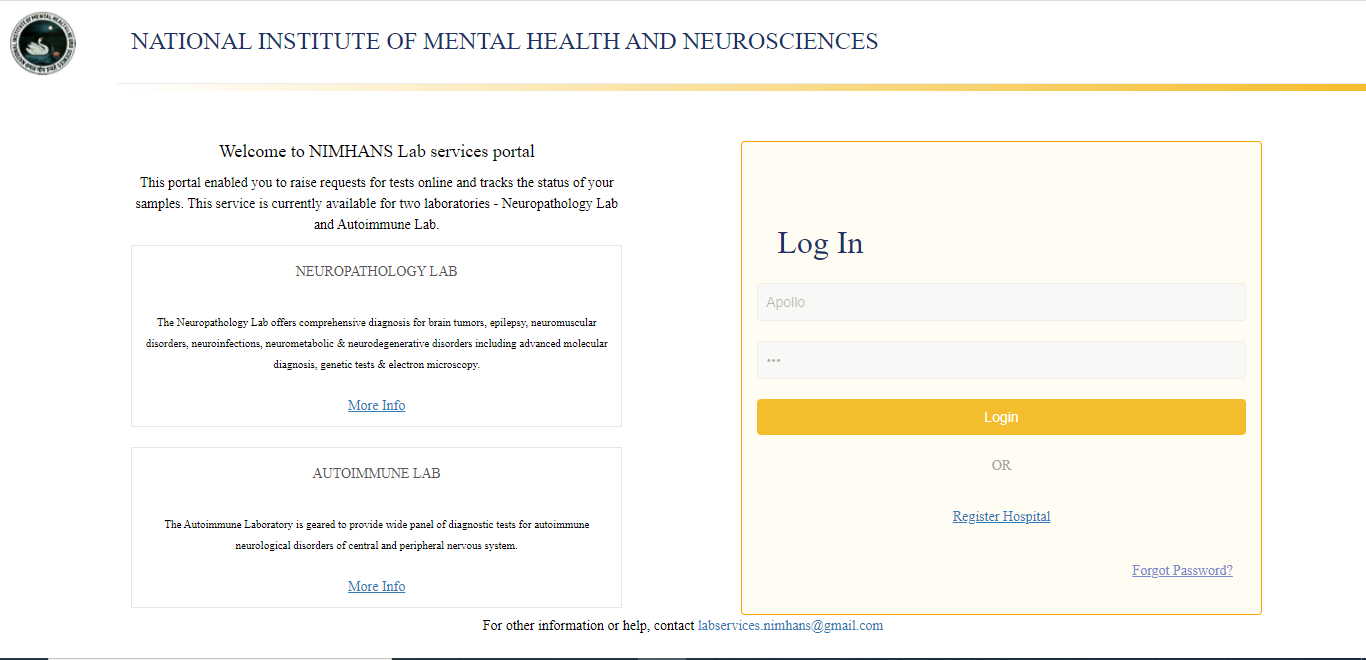 NATIONAL INSTITUTE OF MENTAL HEALTH AND NEUROSCIENCES
Welcome to NIMHANS Lab services portal
This portal enabled you to raise requests for tests online and tracks the status of your
samples. This service is currently available for two laboratories - Neuropathology Lab
and Autoimmune Lab.
NEUROPATHOLOGY LAB
The Neuropathology Lab offers comprehensive diagnosis for brain tumors, epilepsy, neuromuscular
disorders, neuroinfections, neurometabolic & neurodegenerative disorders including advanced molecular
diagnosis, genetic tests & electron microscopy.
More Info
AUTOIMMUNE LAB
The Autoimmune Laboratory is geared to provide wide panel of diagnostic tests for autoimmune
neurological disorders of central and peripheral nervous system.
More Info
Log In
Apollo
•••
Login
OR
Register Hospital
Forgot Password?
For other information or help, contact labservices.nimhans@gmail.com